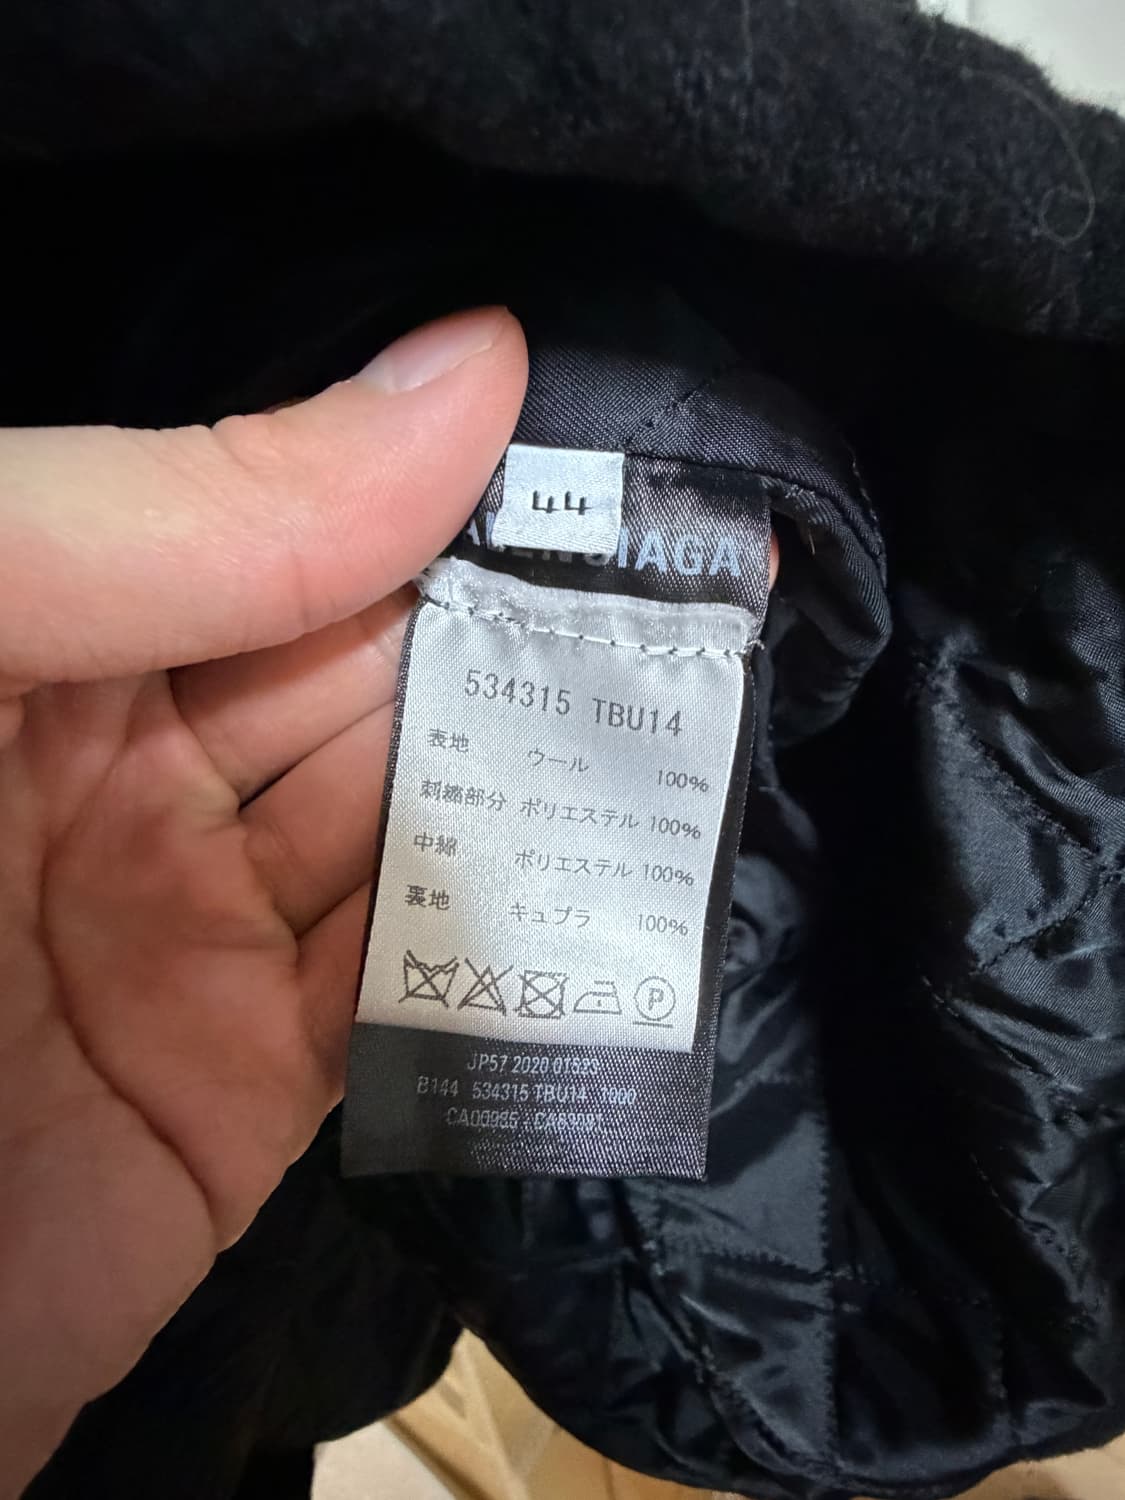 44
534315 TBU14
表地 ウール 100%
刺繍部分 ポリエステル 100%
中綿 ポリエステル 100%
裏地 キュプラ 100%
P
JP57 2020
B144 534315 TBU14 1000